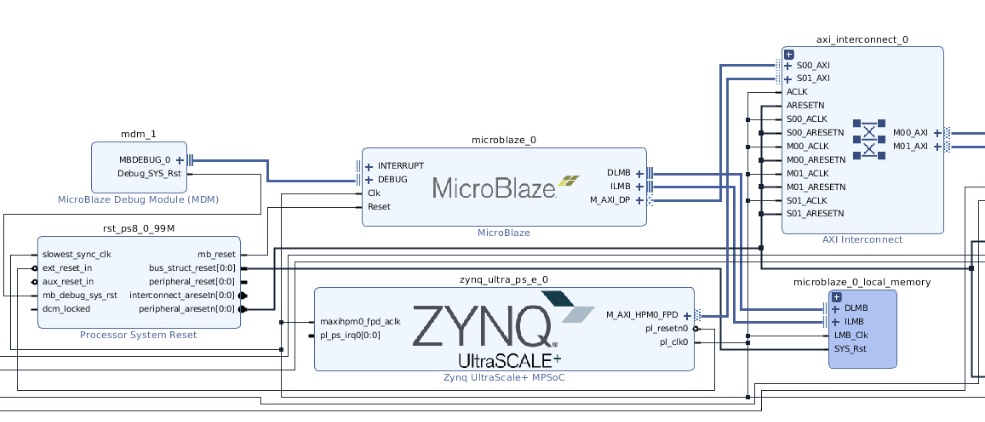 axi_interconnect_0
S00_AXI
S01_AXI
ACLK
ARESETN
S00_ACLK
S00_ARESETN
M00_ACLK
M00_ARESETN
M01_ACLK
M01_ARESETN
S01_ACLK
S01_ARESETN
M00_AXI
M01_AXI
AXI Interconnect
mdm_1
MBDEBUG_0
Debug_SYS_Rst
MicroBlaze Debug Module (MDM)
microblaze_0
INTERRUPT
DEBUG
Clk
Reset
MicroBlaze
DLMB
ILMB
M_AXI_DP
MicroBlaze
rst_ps8_0_99M
slowest_sync_clk
ext_reset_in
aux_reset_in
mb_debug_sys_rst
dcm_locked
mb_reset
bus_struct_reset[0:0]
peripheral_reset[0:0]
interconnect_aresetn[0:0]
peripheral_aresetn[0:0]
Processor System Reset
zynq_ultra_ps_e_0
maxihpm0_fpd_aclk
pl_ps_irq0[0:0]
ZYNQ
UltraSCALE+
M_AXI_HPM0_FPD
pl_resetn0
pl_clk0
Zynq UltraScale+ MPSoC
microblaze_0_local_memory
DLMB
ILMB
LMB_Clk
SYS_Rst